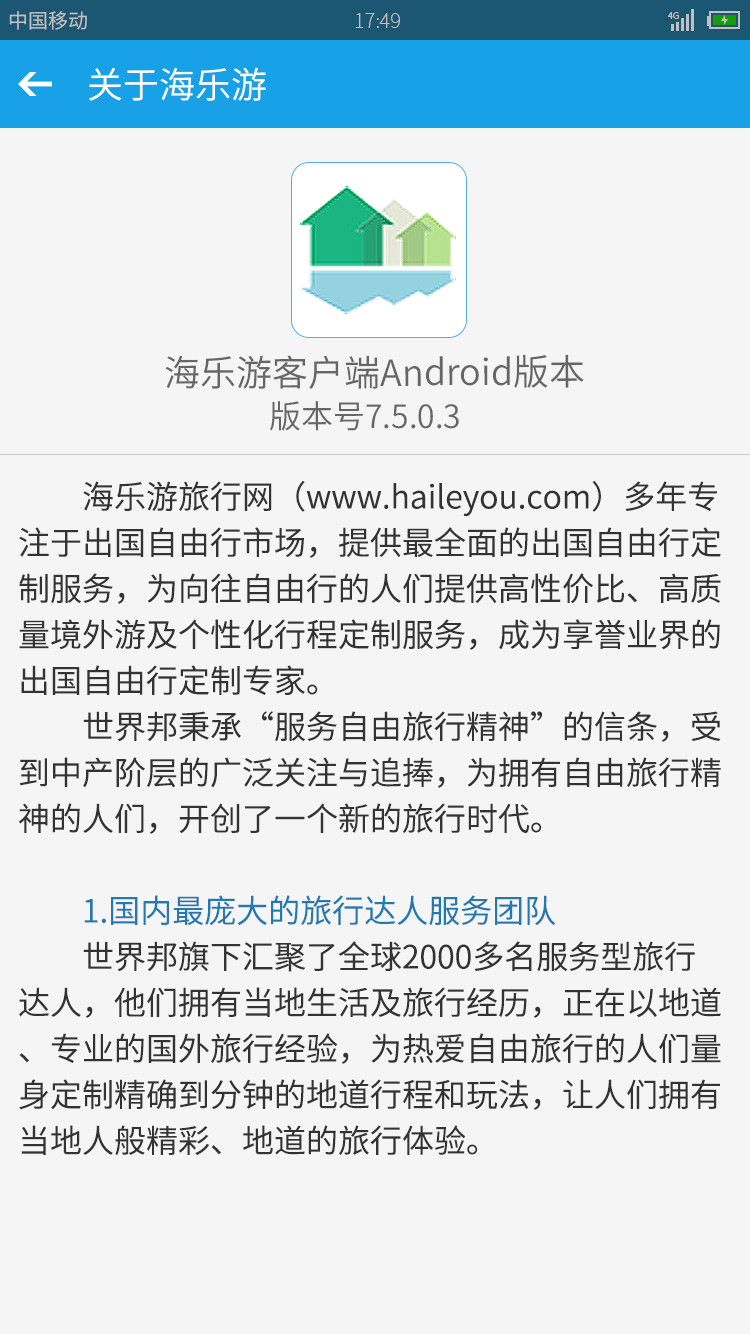 中国移动 17:49 4G
关于海乐游
海乐游客户端Android版本
版本号7.5.0.3
海乐游旅行网（www.haileyou.com）多年专
注于出国自由行市场，提供最全面的出国自由行定
制服务，为向往自由行的人们提供高性价比、高质
量境外游及个性化行程定制服务，成为享誉业界的
出国自由行定制专家。
世界邦秉承“服务自由旅行精神”的信条，受
到中产阶层的广泛关注与追捧，为拥有自由旅行精
神的人们，开创了一个新的旅行时代。
1.国内最庞大的旅行达人服务团队
世界邦旗下汇聚了全球2000多名服务型旅行
达人，他们拥有当地生活及旅行经历，正在以地道
、专业的国外旅行经验，为热爱自由旅行的人们量
身定制精确到分钟的地道行程和玩法，让人们拥有
当地人般精彩、地道的旅行体验。